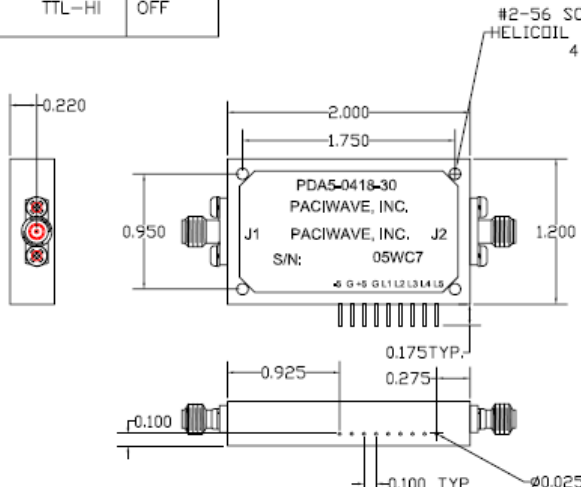 TTL-HI OFF
#2-56 SC
HELICOIL
4
0.220
2.000
1.750
PDA5-0418-30
PACIWAVE, INC.
0.950
J1 PACIWAVE, INC. J2
1.200
S/N: 05WC7
-5 G +5 G L1 L2 L3 L4 L5
0.175TYP.
0.925
0.275
0.100
0.100 TYP
Ø0.025